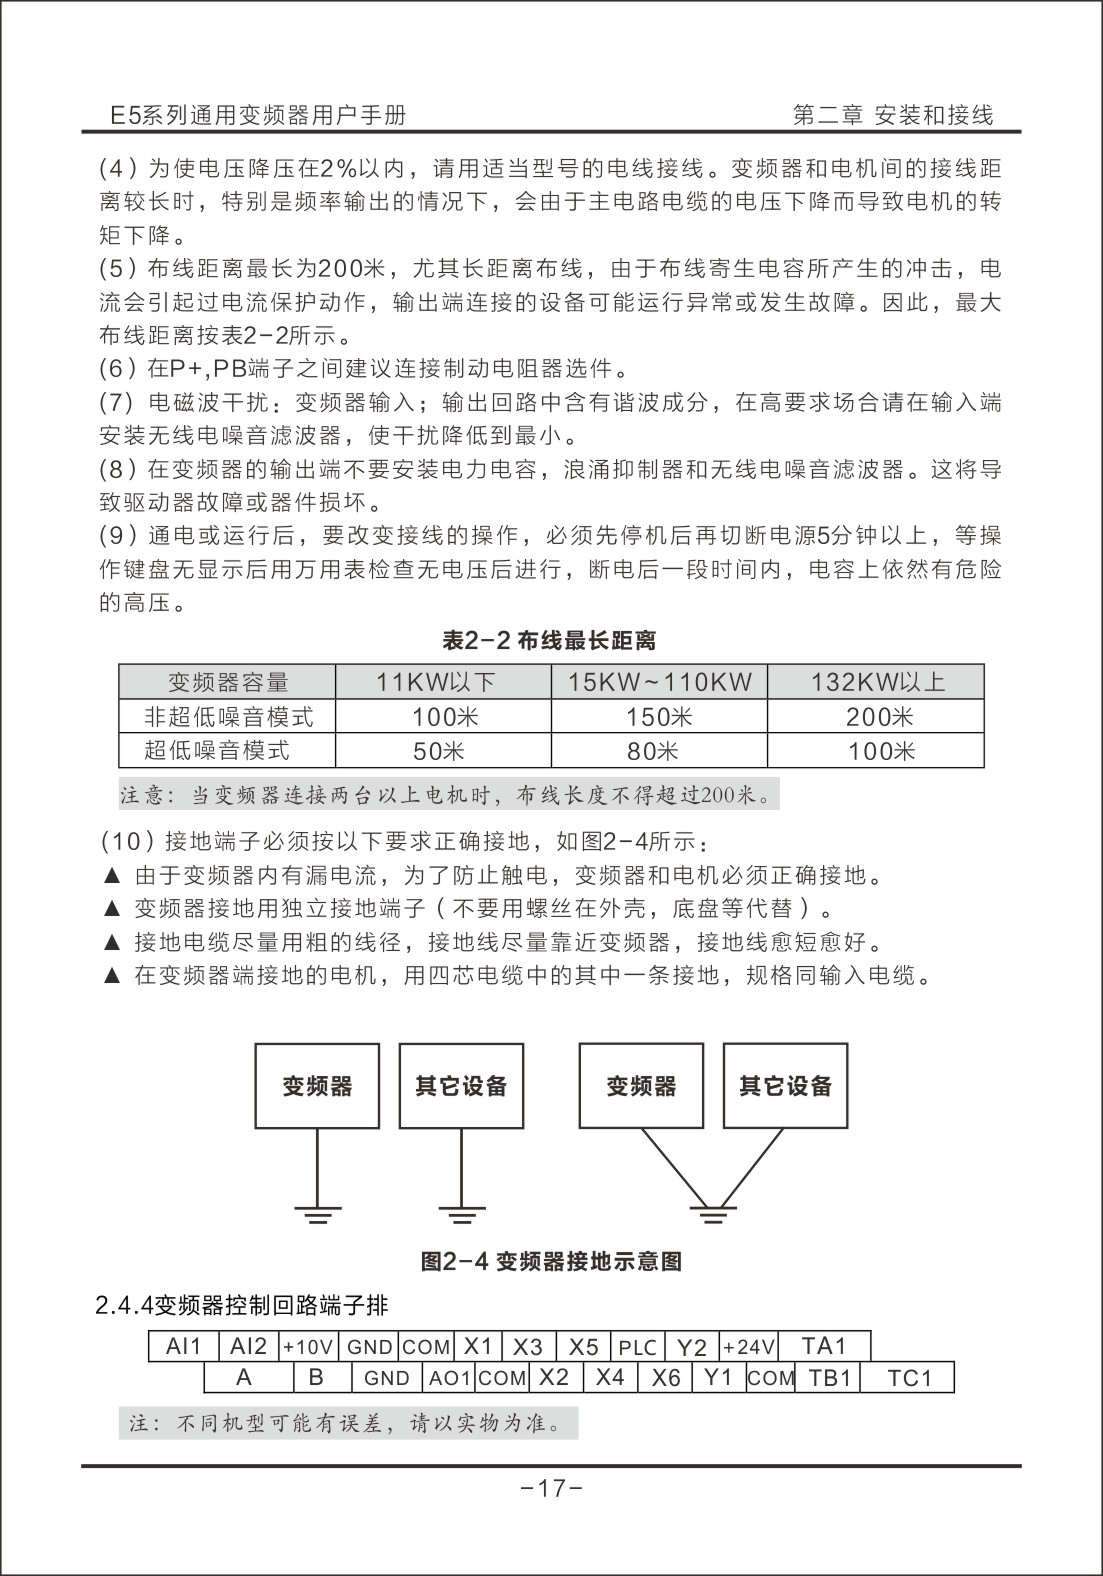 E5系列通用变频器用户手册 第二章 安装和接线
(4）为使电压降压在2%以内，请用适当型号的电线接线。变频器和电机间的接线距
离较长时，特别是频率输出的情况下，会由于主电路电缆的电压下降而导致电机的转
矩下降。
(5）布线距离最长为200米，尤其长距离布线，由于布线寄生电容所产生的冲击，电
流会引起过电流保护动作，输出端连接的设备可能运行异常或发生故障。因此，最大
布线距离按表2-2所示。
(6）在P+,PB端子之间建议连接制动电阻器选件。
(7) 电磁波干扰：变频器输入；输出回路中含有谐波成分，在高要求场合请在输入端
安装无线电噪音滤波器，使干扰降低到最小。
(8）在变频器的输出端不要安装电力电容，浪涌抑制器和无线电噪音滤波器。这将导
致驱动器故障或器件损坏。
(9）通电或运行后，要改变接线的操作，必须先停机后再切断电源5分钟以上，等操
作键盘无显示后用万用表检查无电压后进行，断电后一段时间内，电容上依然有危险
的高压。
表2-2 布线最长距离
变频器容量 11KW以下 15KW~110KW 132KW以上
非超低噪音模式 100米 150米 200米
超低噪音模式 50米 80米 100米
注意：当变频器连接两台以上电机时，布线长度不得超过200米。
(10）接地端子必须按以下要求正确接地，如图2-4所示：
▲ 由于变频器内有漏电流，为了防止触电，变频器和电机必须正确接地。
▲ 变频器接地用独立接地端子（不要用螺丝在外壳，底盘等代替）。
▲ 接地电缆尽量用粗的线径，接地线尽量靠近变频器，接地线愈短愈好。
▲ 在变频器端接地的电机，用四芯电缆中的其中一条接地，规格同输入电缆。
变频器 其它设备 变频器 其它设备
图2-4 变频器接地示意图
2.4.4变频器控制回路端子排
AI1 AI2 +10V GND COM X1 X3 X5 PLC Y2 +24V TA1
A B GND AO1 COM X2 X4 X6 Y1 COM TB1 TC1
注：不同机型可能有误差，请以实物为准。
-17-